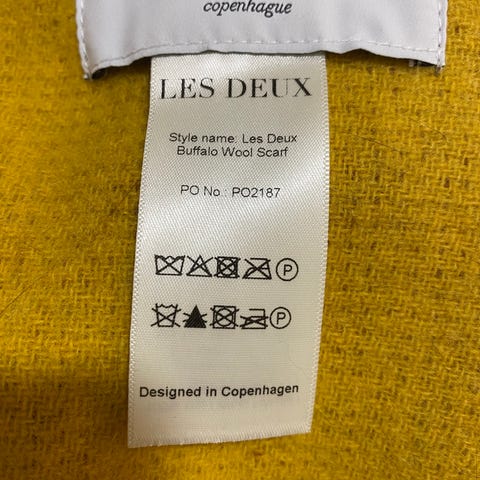 copenhague
LES DEUX
Style name: Les Deux
Buffalo Wool Scarf
PO No.: PO2187
P
P
Designed in Copenhagen